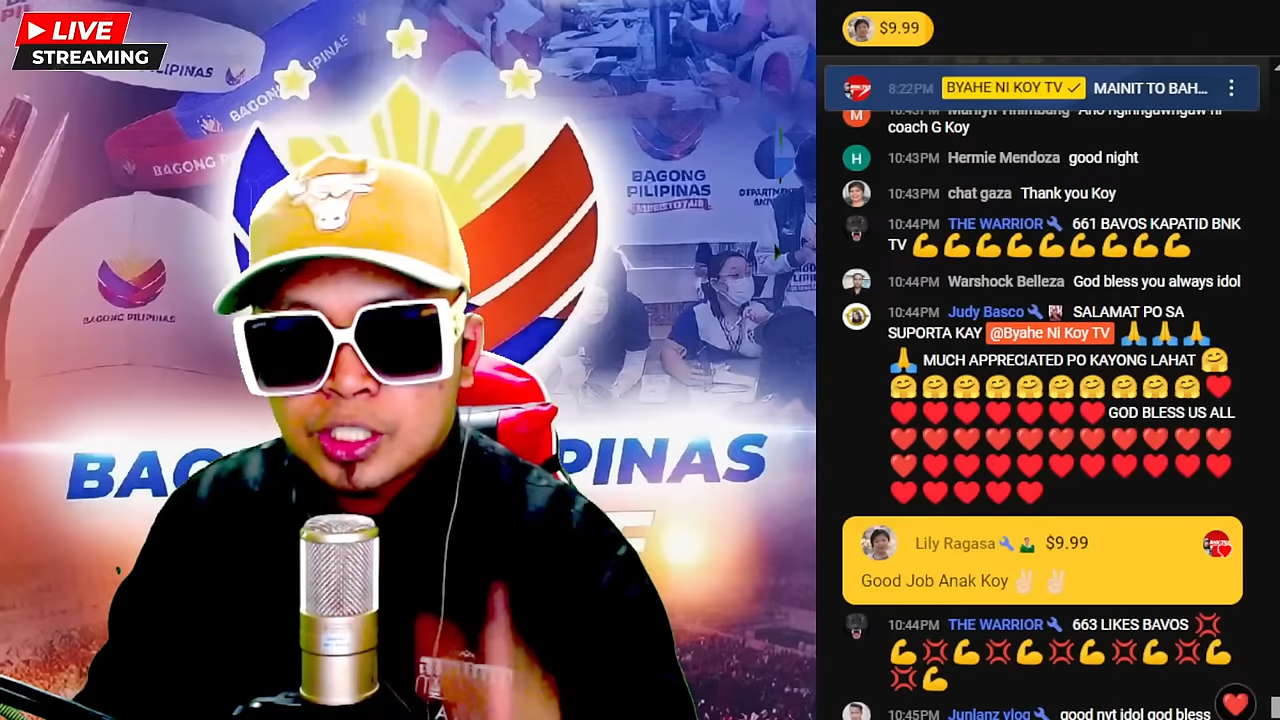 LIVE
STREAMING
PILIPINAS
BAGONG PILIPINAS
BAGONG PI
BAGONG PILIPINAS
BAGONG
PILIPINAS
BAG
PINAS
$9.99
8:22PM BYAHE NI KOY TV MAINIT TO BAH...
coach G Koy
H 10:43PM Hermie Mendoza good night
10:43PM chat gaza Thank you Koy
10:44PM THE WARRIOR 🔧 661 BAVOS KAPATID BNK
TV 💪💪💪💪💪💪💪💪💪
10:44PM Warshock Belleza God bless you always idol
10:44PM Judy Basco 🔧 SALAMAT PO SA
SUPORTA KAY @Byahe Ni Koy TV 🙏🙏🙏
🙏 MUCH APPRECIATED PO KAYONG LAHAT 🤗
🤗🤗🤗🤗🤗🤗🤗🤗🤗🤗❤️
❤️❤️❤️❤️❤️❤️❤️ GOD BLESS US ALL
❤️❤️❤️❤️❤️❤️❤️❤️❤️❤️❤️
❤️❤️❤️❤️❤️❤️❤️❤️❤️❤️❤️
❤️❤️❤️❤️❤️
Lily Ragasa 🔧 $9.99
Good Job Anak Koy ✌🏻 ✌🏻
10:44PM THE WARRIOR 🔧 663 LIKES BAVOS 💢
💪💢💪💢💪💢💪💢💪💢💪
💢💪
10:45PM Junlanz vlog 🔧 good nyt idol god bless